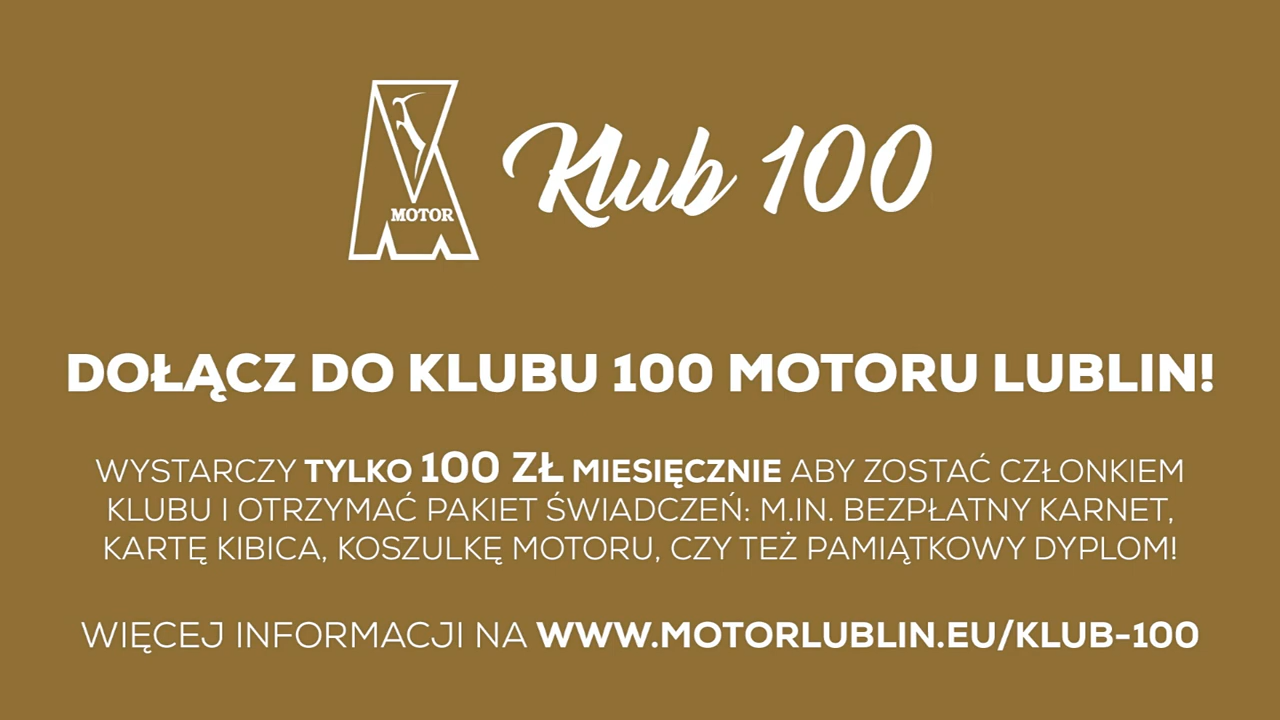 MOTOR
Klub 100
DOŁĄCZ DO KLUBU 100 MOTORU LUBLIN!
WYSTARCZY TYLKO 100 ZŁ MIESIĘCZNIE ABY ZOSTAĆ CZŁONKIEM
KLUBU I OTRZYMAĆ PAKIET ŚWIADCZEŃ: M.IN. BEZPŁATNY KARNET,
KARTĘ KIBICA, KOSZULKĘ MOTORU, CZY TEŻ PAMIĄTKOWY DYPLOM!
WIĘCEJ INFORMACJI NA WWW.MOTORLUBLIN.EU/KLUB-100